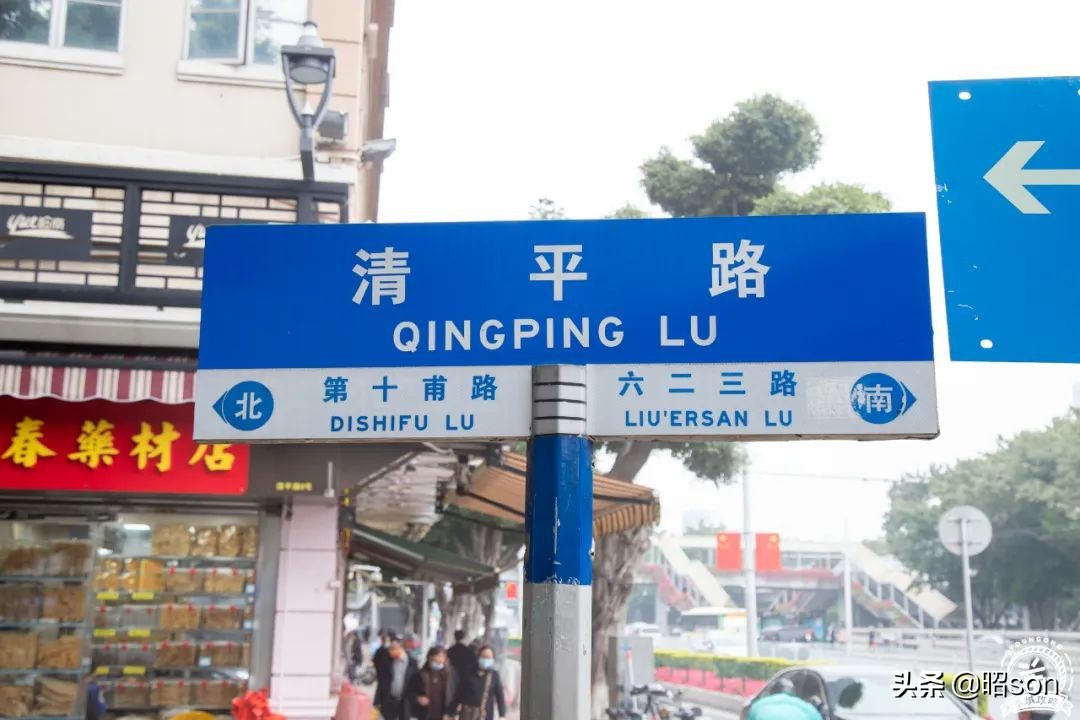 清平路
QINGPING LU
北
第十甫路
DISHIFU LU
六二三路
LIU'ERSAN LU
南
春藥材店
头条 @昭son